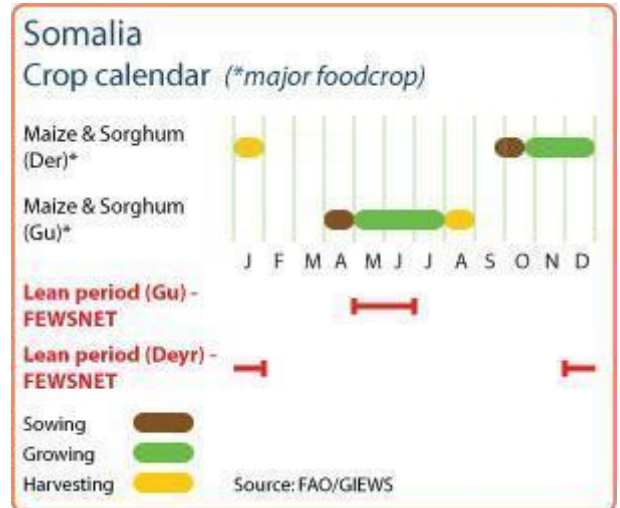 Somalia
Crop calendar (*major foodcrop)
Maize & Sorghum
(Der)*
Maize & Sorghum
(Gu)*
J F M A M J J A S O N D
Lean period (Gu) -
FEWSNET
Lean period (Deyr) -
FEWSNET
Sowing
Growing
Harvesting
Source: FAO/GIEWS